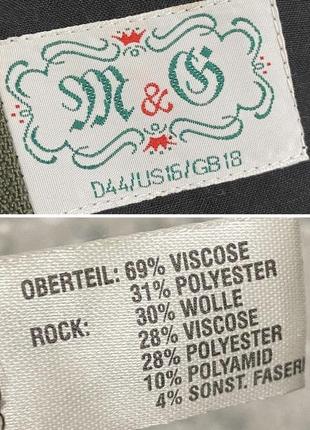 M & G
D44/US16/GB18
OBERTEIL: 69% VISCOSE
31% POLYESTER
ROCK: 30% WOLLE
28% VISCOSE
28% POLYESTER
10% POLYAMID
4% SONST. FASERN